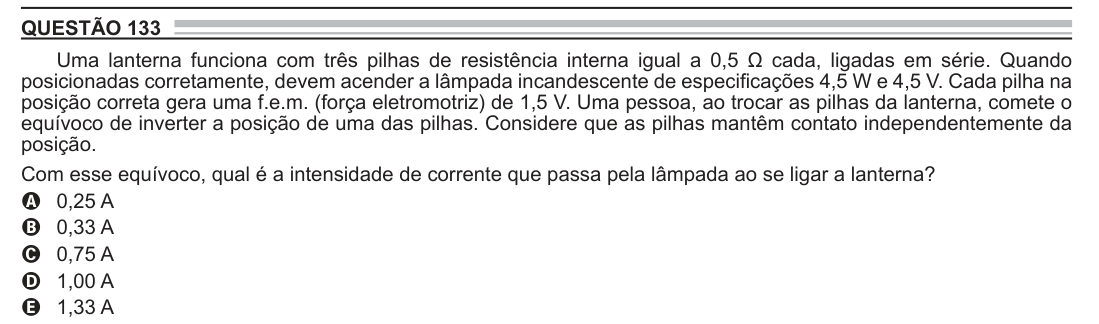 QUESTÃO 133
Uma lanterna funciona com três pilhas de resistência interna igual a 0,5 Ω cada, ligadas em série. Quando
posicionadas corretamente, devem acender a lâmpada incandescente de especificações 4,5 W e 4,5 V. Cada pilha na
posição correta gera uma f.e.m. (força eletromotriz) de 1,5 V. Uma pessoa, ao trocar as pilhas da lanterna, comete o
equívoco de inverter a posição de uma das pilhas. Considere que as pilhas mantêm contato independentemente da
posição.
Com esse equívoco, qual é a intensidade de corrente que passa pela lâmpada ao se ligar a lanterna?
A 0,25 A
B 0,33 A
C 0,75 A
D 1,00 A
E 1,33 A